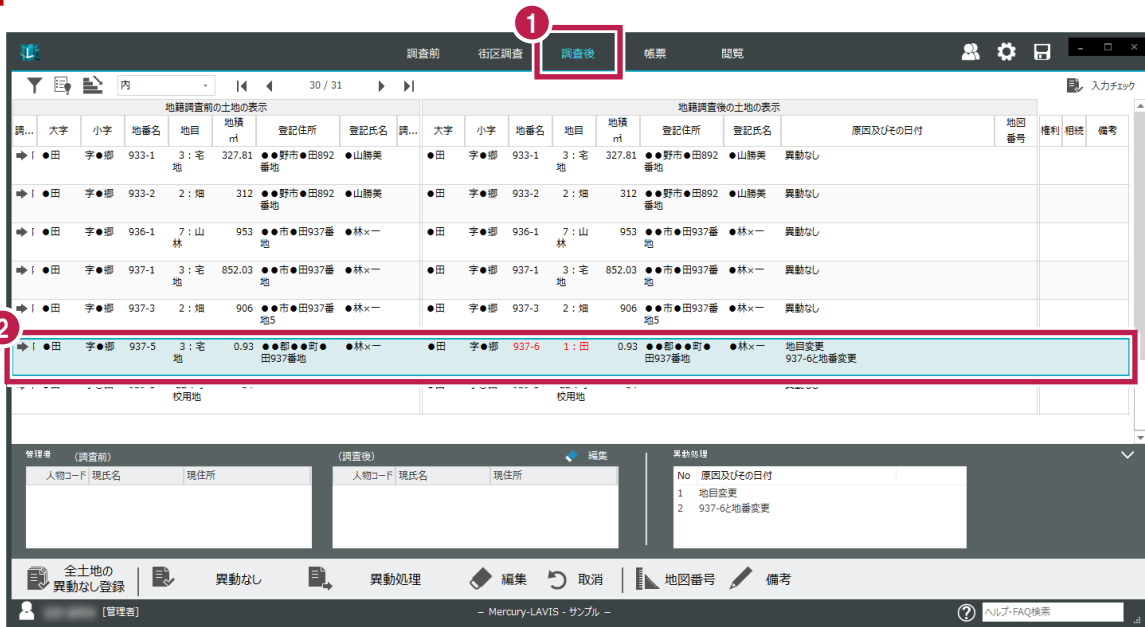 1
調査前 街区調査 調査後 帳票 閲覧
内 30 / 31 入力チェック
地籍調査前の土地の表示 地籍調査後の土地の表示
調... 大字 小字 地番名 地目 地積 ㎡ 登記住所 登記氏名 調... 大字 小字 地番名 地目 地積 ㎡ 登記住所 登記氏名 原因及びその日付 地図番号 権利 相続 備考
●田 字●郷 933-1 3：宅地 327.81 ●●野市●田892番地 ●山勝美 ●田 字●郷 933-1 3：宅地 327.81 ●●野市●田892番地 ●山勝美 異動なし
●田 字●郷 933-2 2：畑 312 ●●野市●田892番地 ●山勝美 ●田 字●郷 933-2 2：畑 312 ●●野市●田892番地 ●山勝美 異動なし
●田 字●郷 936-1 7：山林 953 ●●市●田937番地 ●林×一 ●田 字●郷 936-1 7：山林 953 ●●市●田937番地 ●林×一 異動なし
●田 字●郷 937-1 3：宅地 852.03 ●●市●田937番地 ●林×一 ●田 字●郷 937-1 3：宅地 852.03 ●●市●田937番地 ●林×一 異動なし
●田 字●郷 937-3 2：畑 906 ●●市●田937番地5 ●林×一 ●田 字●郷 937-3 2：畑 906 ●●市●田937番地5 ●林×一 異動なし
2
●田 字●郷 937-5 3：宅地 0.93 ●●郡●●町●田937番地 ●林×一 ●田 字●郷 937-6 1：田 0.93 ●●郡●●町●田937番地 ●林×一 地目変更
937-6と地番変更
校用地 校用地
管理者 (調査前) (調査後) 編集 異動処理
人物コード 現氏名 現住所 人物コード 現氏名 現住所 No 原因及びその日付
1 地目変更
2 937-6と地番変更
全土地の
異動なし登録 異動なし 異動処理 編集 取消 地図番号 備考
[管理者] － Mercury-LAVIS - サンプル － ? ヘルプ・FAQ検索